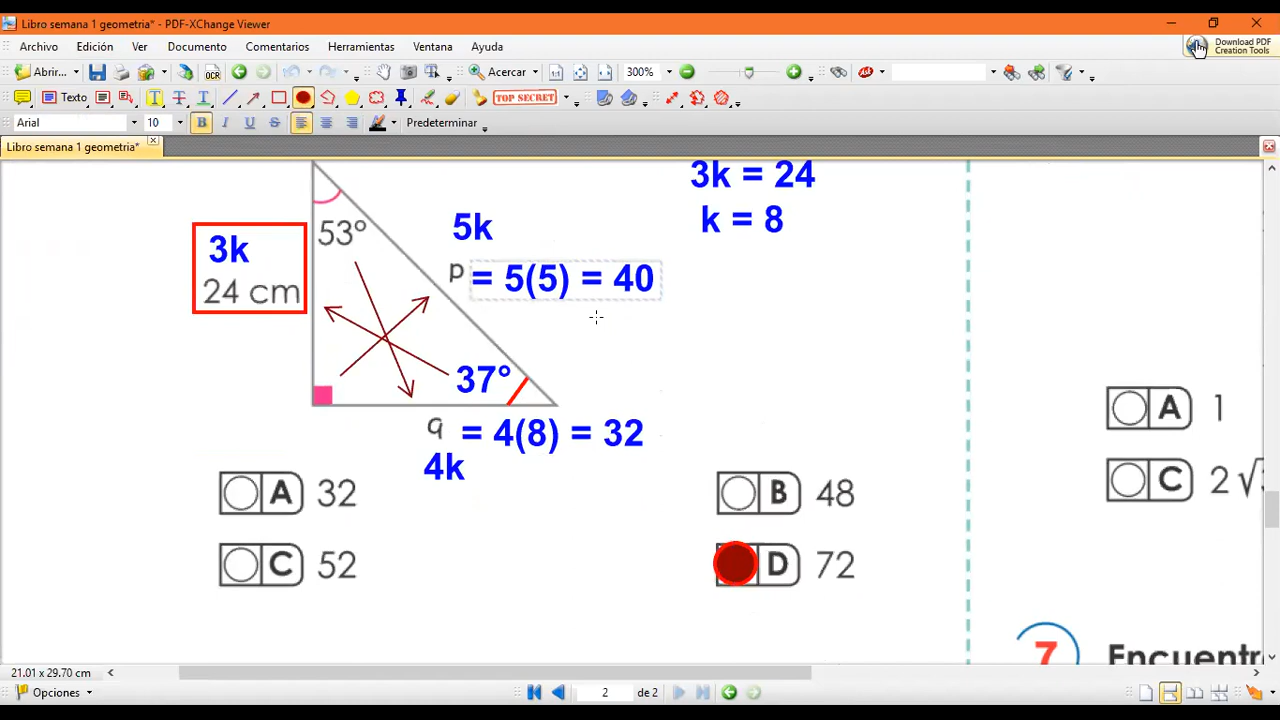 Libro semana 1 geometria* - PDF-XChange Viewer
Archivo Edición Ver Documento Comentarios Herramientas Ventana Ayuda
Download PDF
Creation Tools
Abrir... OCR Acercar 300%
Texto TOP SECRET
Arial 10 B I U Predeterminar
Libro semana 1 geometria*
3k = 24
k = 8
53º
5k
3k
24 cm
p = 5(5) = 40
37°
q = 4(8) = 32
4k
A 32
B 48
C 52
D 72
A 1
C 2
7 Encuentr
21.01 x 29.70 cm
Opciones 2 de 2